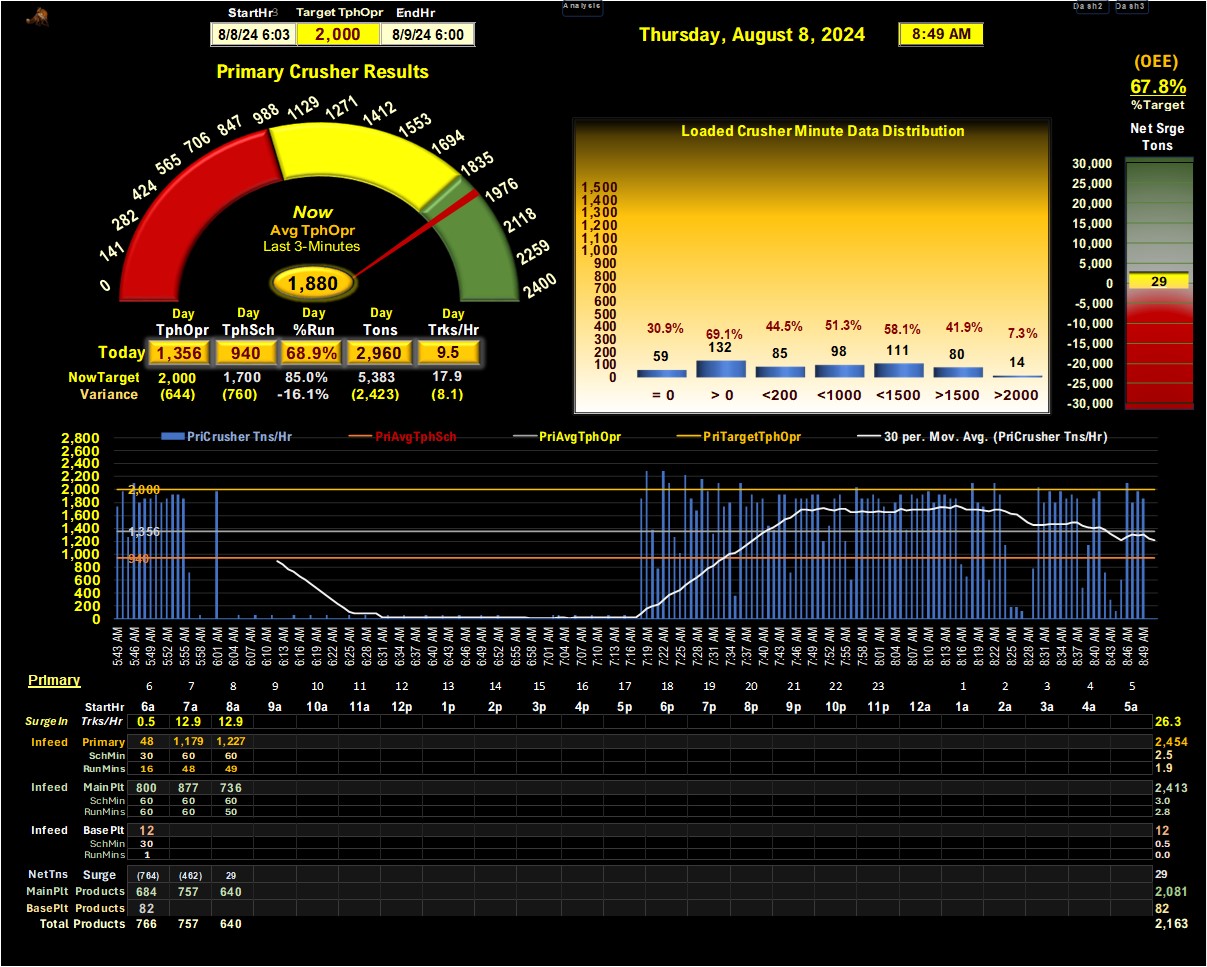 StartHr3 Target TphOpr EndHr
8/8/24 6:03 2,000 8/9/24 6:00
Analysis
Thursday, August 8, 2024 8:49 AM
Dash2 Dash3
(OEE)
67.8%
%Target
Net Srge
Tons
30,000
25,000
20,000
15,000
10,000
5,000
0
-5,000
-10,000
-15,000
-20,000
-25,000
-30,000
29
Primary Crusher Results
0 141 282 424 565 706 847 988 1129 1271 1412 1553 1694 1835 1976 2118 2259 2400
Now
Avg TphOpr
Last 3-Minutes
1,880
Day Day Day Day Day
TphOpr TphSch %Run Tons Trks/Hr
Today 1,356 940 68.9% 2,960 9.5
NowTarget 2,000 1,700 85.0% 5,383 17.9
Variance (644) (760) -16.1% (2,423) (8.1)
Loaded Crusher Minute Data Distribution
1,500
1,400
1,300
1,200
1,100
1,000
900
800
700
600
500
400
300
200
100
0
30.9% 69.1% 44.5% 51.3% 58.1% 41.9% 7.3%
59 132 85 98 111 80 14
= 0 > 0 <200 <1000 <1500 >1500 >2000
PriCrusher Tns/Hr PriAvgTphSch PriAvgTphOpr PriTargetTphOpr 30 per. Mov. Avg. (PriCrusher Tns/Hr)
2,800
2,600
2,400
2,200
2,000
1,800
1,600
1,400
1,200
1,000
800
600
400
200
0
2,000
1,356
940
5:43 AM 5:46 AM 5:49 AM 5:52 AM 5:55 AM 5:58 AM 6:01 AM 6:04 AM 6:07 AM 6:10 AM 6:13 AM 6:16 AM 6:19 AM 6:22 AM 6:25 AM 6:28 AM 6:31 AM 6:34 AM 6:37 AM 6:40 AM 6:43 AM 6:46 AM 6:49 AM 6:52 AM 6:55 AM 6:58 AM 7:01 AM 7:04 AM 7:07 AM 7:10 AM 7:13 AM 7:16 AM 7:19 AM 7:22 AM 7:25 AM 7:28 AM 7:31 AM 7:34 AM 7:37 AM 7:40 AM 7:43 AM 7:46 AM 7:49 AM 7:52 AM 7:55 AM 7:58 AM 8:01 AM 8:04 AM 8:07 AM 8:10 AM 8:13 AM 8:16 AM 8:19 AM 8:22 AM 8:25 AM 8:28 AM 8:31 AM 8:34 AM 8:37 AM 8:40 AM 8:43 AM 8:46 AM 8:49 AM
Primary
6 7 8 9 10 11 12 13 14 15 16 17 18 19 20 21 22 23 1 2 3 4 5
StartHr 6a 7a 8a 9a 10a 11a 12p 1p 2p 3p 4p 5p 6p 7p 8p 9p 10p 11p 12a 1a 2a 3a 4a 5a
SurgeIn Trks/Hr 0.5 12.9 12.9 26.3
Infeed Primary 48 1,179 1,227 2,454
SchMin 30 60 60 2.5
RunMins 16 48 49 1.9
Infeed MainPlt 800 877 736 2,413
SchMin 60 60 60 3.0
RunMins 60 60 50 2.8
Infeed BasePlt 12 12
SchMin 30 0.5
RunMins 1 0.0
NetTns Surge (764) (462) 29 29
MainPlt Products 684 757 640 2,081
BasePlt Products 82 82
Total Products 766 757 640 2,163